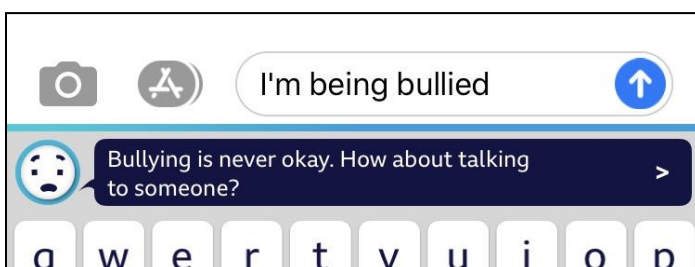 I'm being bullied
Bullying is never okay. How about talking
to someone?
>
q w e r t y u i o p